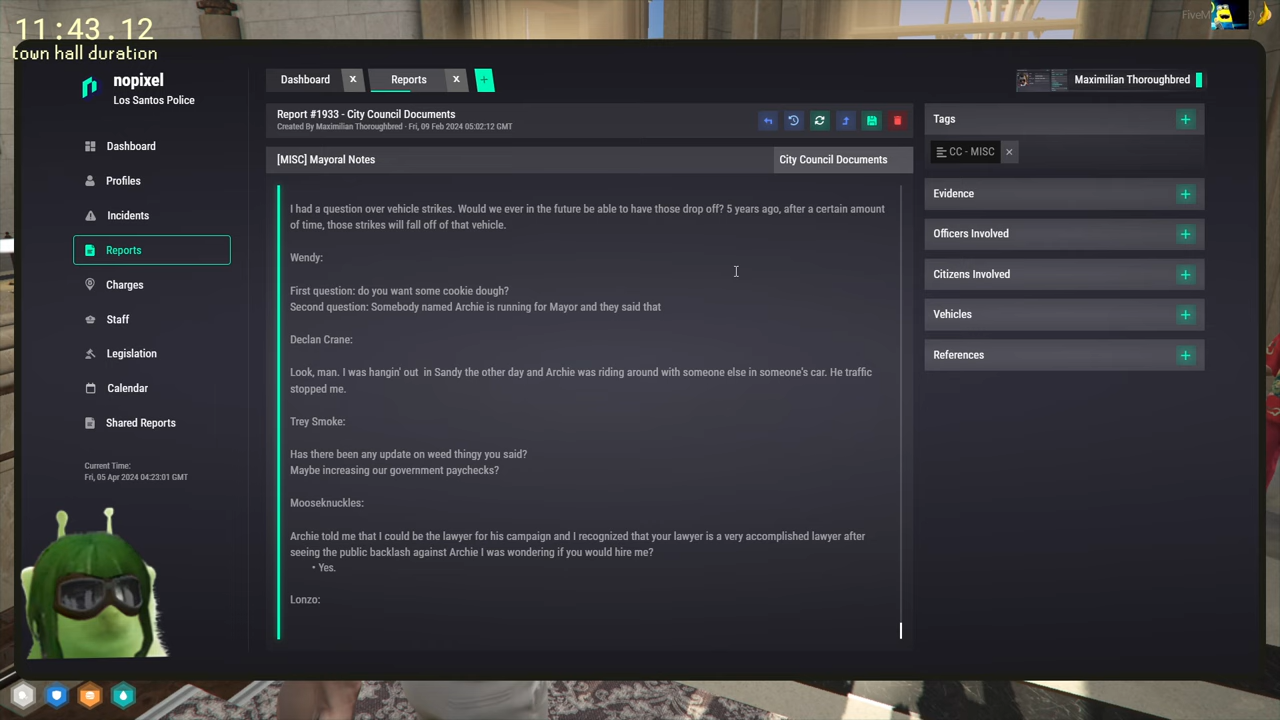 11:43.12
town hall duration
FiveM
nopixel
Los Santos Police
Dashboard
Profiles
Incidents
Reports
Charges
Staff
Legislation
Calendar
Shared Reports
Current Time:
Fri, 05 Apr 2024 04:23:01 GMT
Dashboard x Reports x +
Maximilian Thoroughbred
Report #1933 - City Council Documents
Created By Maximilian Thoroughbred · Fri, 09 Feb 2024 05:02:12 GMT
[MISC] Mayoral Notes
City Council Documents
I had a question over vehicle strikes. Would we ever in the future be able to have those drop off? 5 years ago, after a certain amount
of time, those strikes will fall off of that vehicle.
Wendy:
First question: do you want some cookie dough?
Second question: Somebody named Archie is running for Mayor and they said that
Declan Crane:
Look, man. I was hangin' out in Sandy the other day and Archie was riding around with someone else in someone's car. He traffic
stopped me.
Trey Smoke:
Has there been any update on weed thingy you said?
Maybe increasing our government paychecks?
Mooseknuckles:
Archie told me that I could be the lawyer for his campaign and I recognized that your lawyer is a very accomplished lawyer after
seeing the public backlash against Archie I was wondering if you would hire me?
• Yes.
Lonzo:
Tags
CC - MISC x
Evidence
Officers Involved
Citizens Involved
Vehicles
References